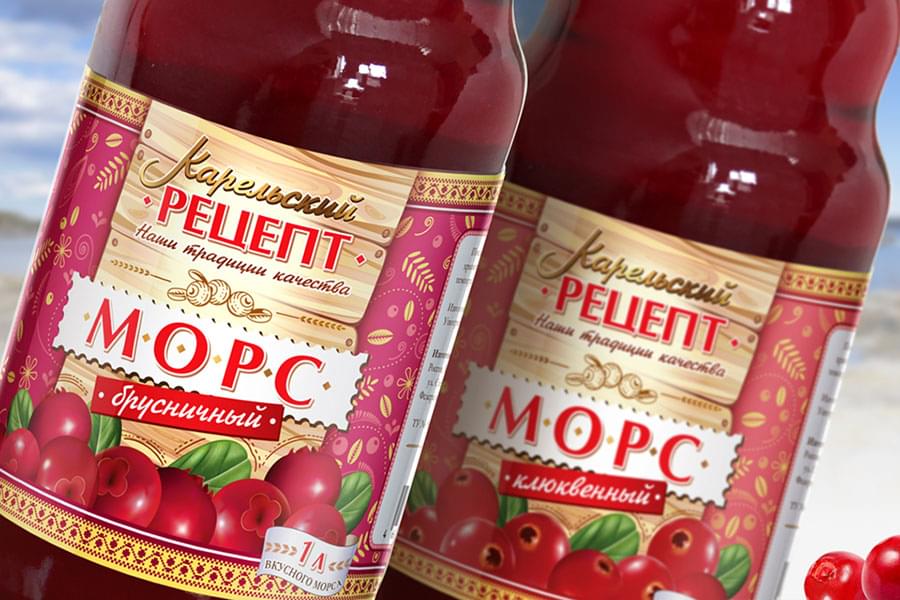 Карельский
РЕЦЕПТ
Наши традиции качества
МОРС
брусничный
1 л
ВКУСНОГО МОРСА
Карельский
РЕЦЕПТ
Наши традиции качества
МОРС
клюквенный